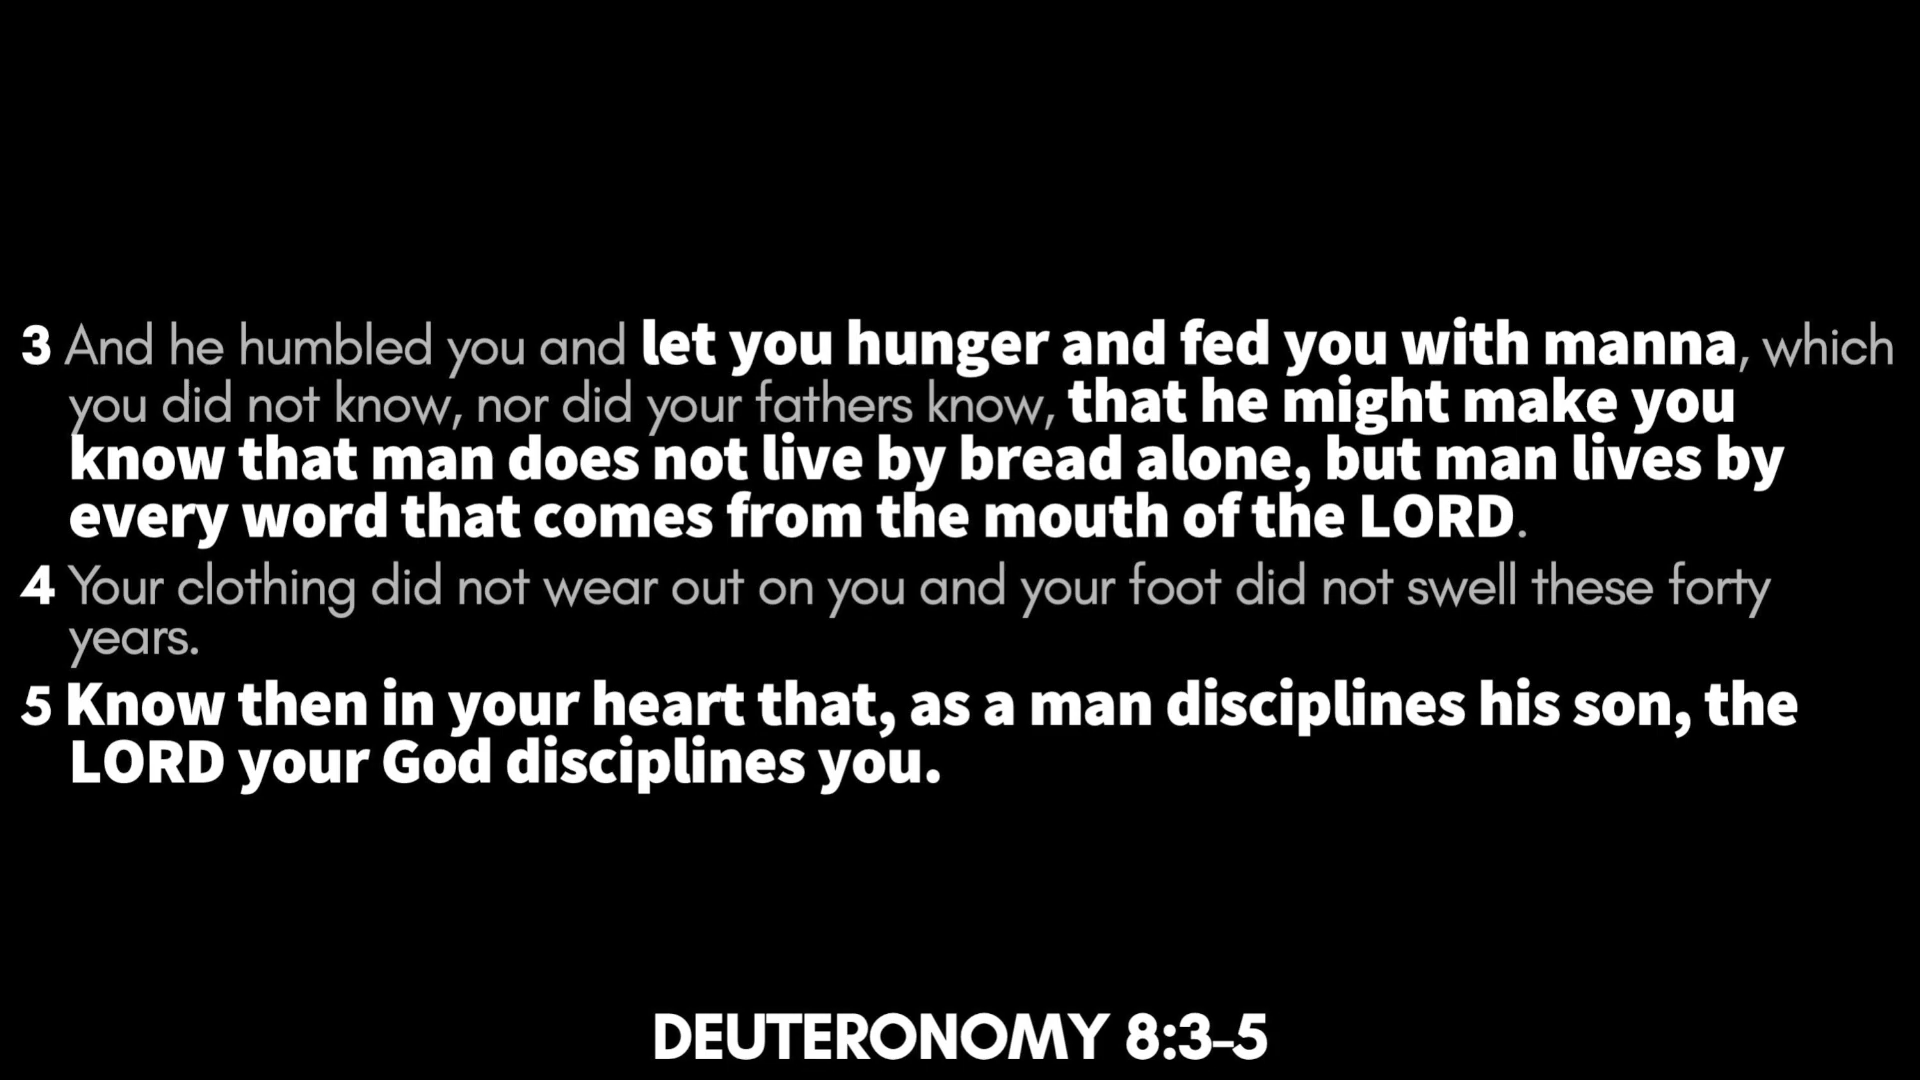 3 And he humbled you and let you hunger and fed you with manna, which
you did not know, nor did your fathers know, that he might make you
know that man does not live by bread alone, but man lives by
every word that comes from the mouth of the LORD.
4 Your clothing did not wear out on you and your foot did not swell these forty
years.
5 Know then in your heart that, as a man disciplines his son, the
LORD your God disciplines you.
DEUTERONOMY 8:3-5